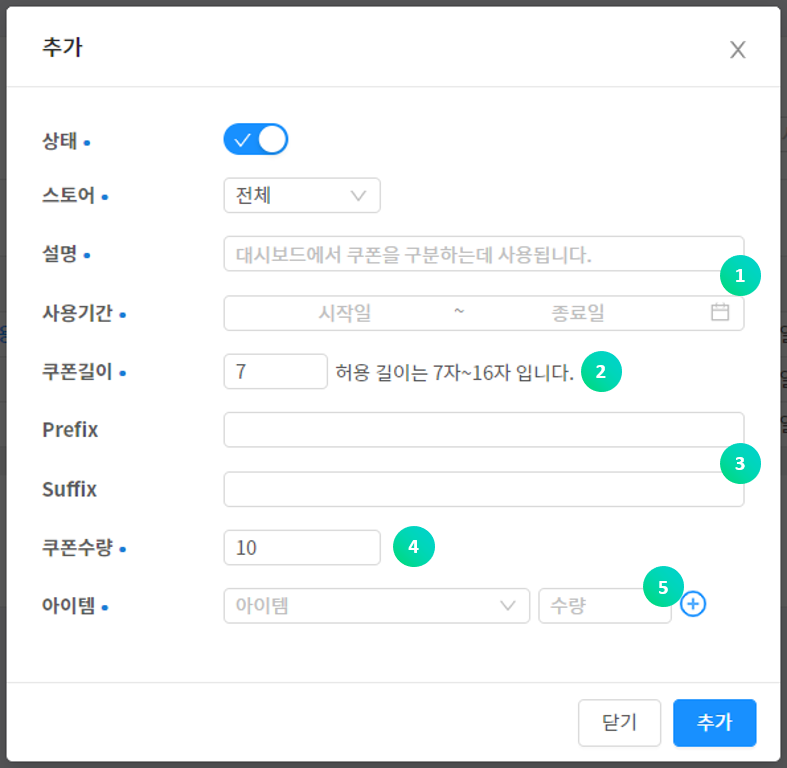 추가
상태
스토어 전체
설명 대시보드에서 쿠폰을 구분하는데 사용됩니다.
1
사용기간 시작일 ~ 종료일
쿠폰길이 7 허용 길이는 7자~16자 입니다. 2
Prefix
3
Suffix
쿠폰수량 10 4
5
아이템 아이템 수량
닫기 추가